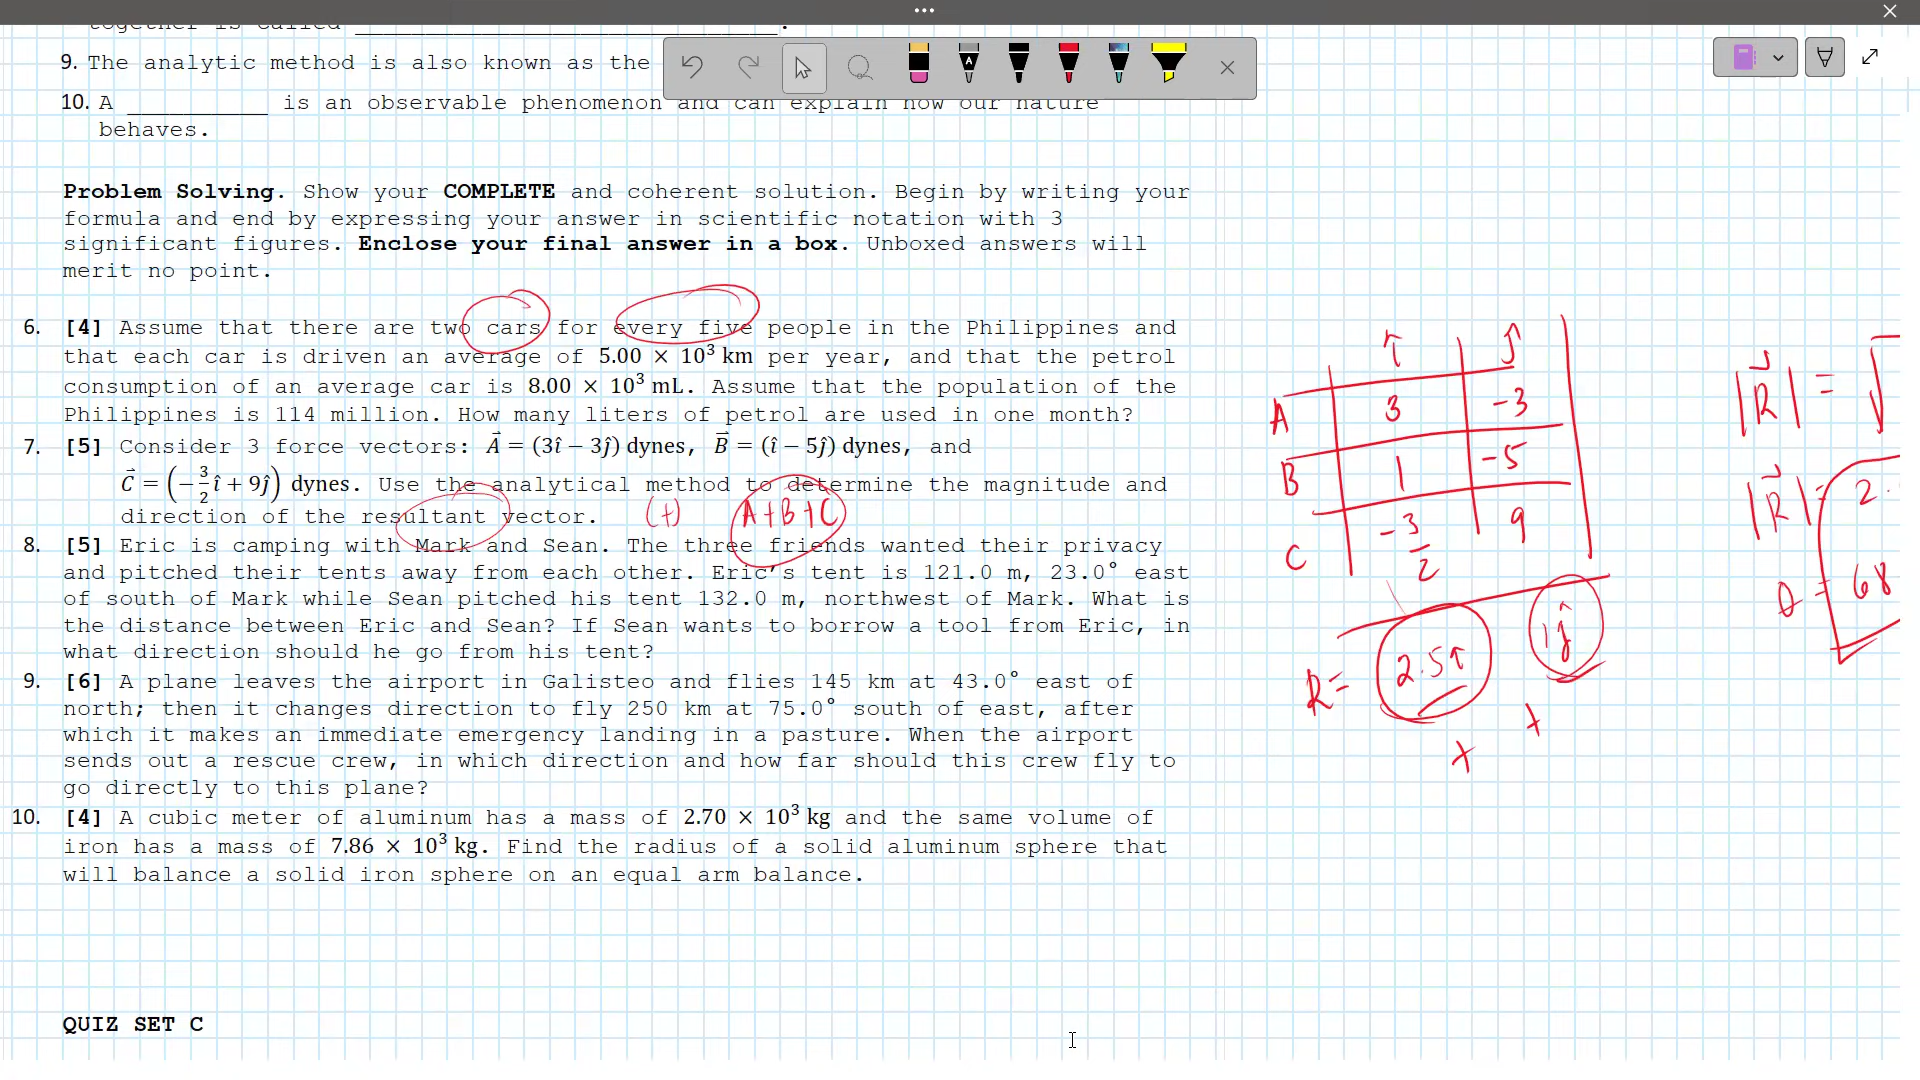 9. The analytic method is also known as the
10. A __________ is an observable phenomenon and can explain how our nature
behaves.
Problem Solving. Show your COMPLETE and coherent solution. Begin by writing your
formula and end by expressing your answer in scientific notation with 3
significant figures. Enclose your final answer in a box. Unboxed answers will
merit no point.
6. [4] Assume that there are two cars for every five people in the Philippines and
that each car is driven an average of 5.00 × 10³ km per year, and that the petrol
consumption of an average car is 8.00 × 10³ mL. Assume that the population of the
Philippines is 114 million. How many liters of petrol are used in one month?
7. [5] Consider 3 force vectors: A⃗ = (3î − 3ĵ) dynes, B⃗ = (î − 5ĵ) dynes, and
C⃗ = (−3/2 î + 9ĵ) dynes. Use the analytical method to determine the magnitude and
direction of the resultant vector. (+) A+B+C
8. [5] Eric is camping with Mark and Sean. The three friends wanted their privacy
and pitched their tents away from each other. Eric's tent is 121.0 m, 23.0° east
of south of Mark while Sean pitched his tent 132.0 m, northwest of Mark. What is
the distance between Eric and Sean? If Sean wants to borrow a tool from Eric, in
what direction should he go from his tent?
9. [6] A plane leaves the airport in Galisteo and flies 145 km at 43.0° east of
north; then it changes direction to fly 250 km at 75.0° south of east, after
which it makes an immediate emergency landing in a pasture. When the airport
sends out a rescue crew, in which direction and how far should this crew fly to
go directly to this plane?
10. [4] A cubic meter of aluminum has a mass of 2.70 × 10³ kg and the same volume of
iron has a mass of 7.86 × 10³ kg. Find the radius of a solid aluminum sphere that
will balance a solid iron sphere on an equal arm balance.
QUIZ SET C
î ĵ
A 3 -3
B 1 -5
C -3/2 9
R = 2.5î 1ĵ
+ +
|R⃗| = √
|R⃗| = 2.
θ = 68